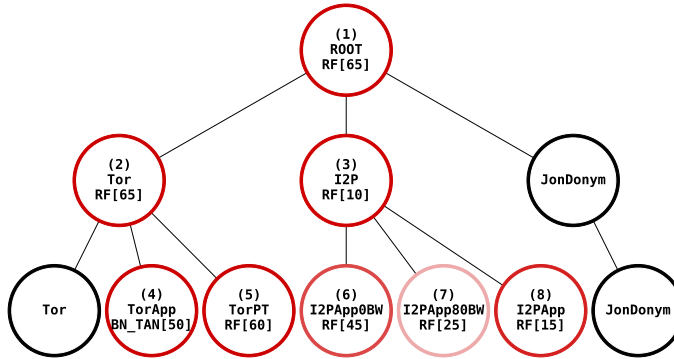 (1)
ROOT
RF[65]
(2)
Tor
RF[65]
(3)
I2P
RF[10]
JonDonym
Tor
(4)
TorApp
BN_TAN[50]
(5)
TorPT
RF[60]
(6)
I2PApp0BW
RF[45]
(7)
I2PApp80BW
RF[25]
(8)
I2PApp
RF[15]
JonDonym